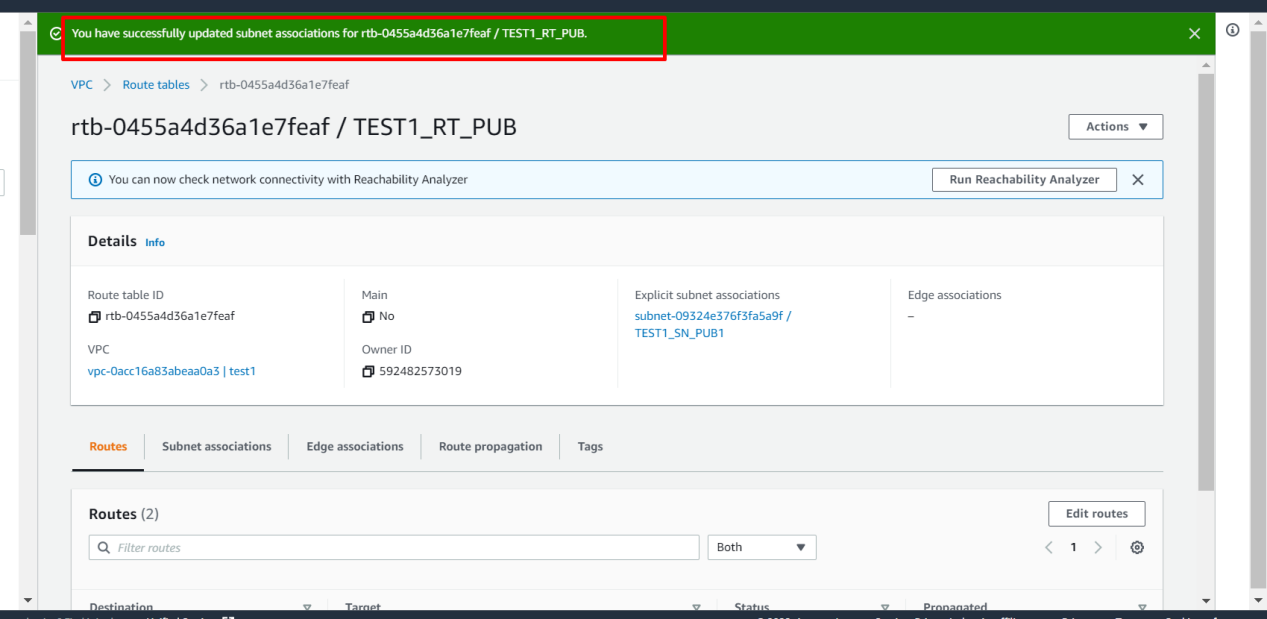 You have successfully updated subnet associations for rtb-0455a4d36a1e7feaf / TEST1_RT_PUB.
VPC > Route tables > rtb-0455a4d36a1e7feaf
rtb-0455a4d36a1e7feaf / TEST1_RT_PUB
Actions
You can now check network connectivity with Reachability Analyzer
Run Reachability Analyzer
Details Info
Route table ID
rtb-0455a4d36a1e7feaf
Main
No
Explicit subnet associations
subnet-09324e376f3fa5a9f /
TEST1_SN_PUB1
Edge associations
–
VPC
vpc-0acc16a83abeaa0a3 | test1
Owner ID
592482573019
Routes
Subnet associations
Edge associations
Route propagation
Tags
Routes (2)
Edit routes
Filter routes
Both
1
Destination
Target
Status
Propagated